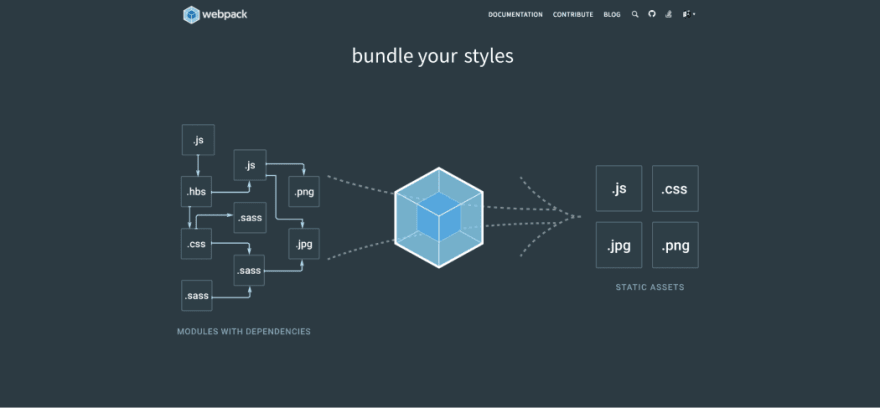 webpack
DOCUMENTATION CONTRIBUTE BLOG
bundle your styles
.js
.js
.hbs
.png
.sass
.css
.jpg
.sass
.sass
MODULES WITH DEPENDENCIES
.js
.css
.jpg
.png
STATIC ASSETS